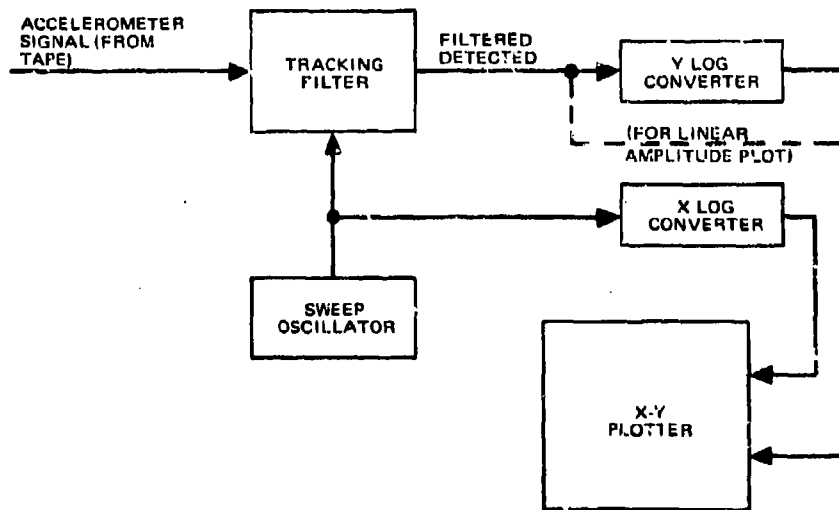 ACCELEROMETER
SIGNAL (FROM
TAPE)
TRACKING
FILTER
FILTERED
DETECTED
Y LOG
CONVERTER
(FOR LINEAR
AMPLITUDE PLOT)
X LOG
CONVERTER
SWEEP
OSCILLATOR
X-Y
PLOTTER